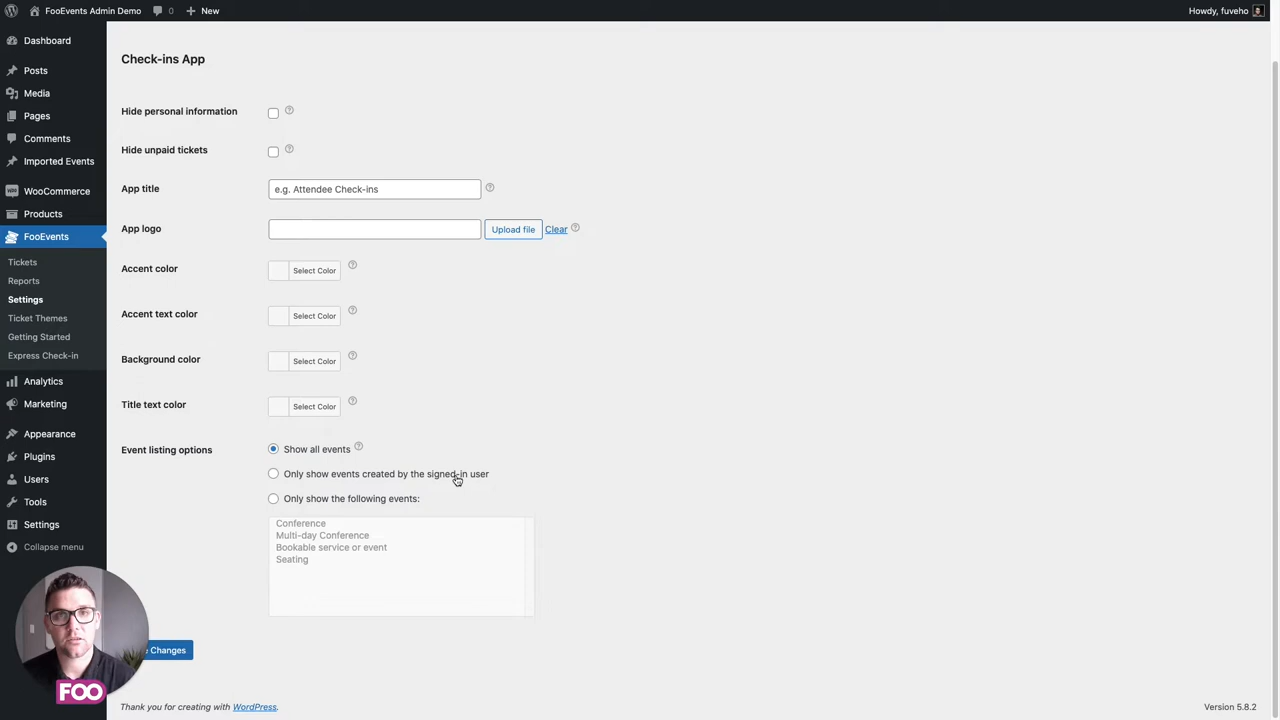 FooEvents Admin Demo 0 New Howdy, fuveho
Dashboard
Posts
Media
Pages
Comments
Imported Events
WooCommerce
Products
FooEvents
Tickets
Reports
Settings
Ticket Themes
Getting Started
Express Check-in
Analytics
Marketing
Appearance
Plugins
Users
Tools
Settings
Collapse menu
Check-ins App
Hide personal information
Hide unpaid tickets
App title e.g. Attendee Check-ins
App logo Upload file Clear
Accent color Select Color
Accent text color Select Color
Background color Select Color
Title text color Select Color
Event listing options Show all events
Only show events created by the signed-in user
Only show the following events:
Conference
Multi-day Conference
Bookable service or event
Seating
Changes
FOO
Thank you for creating with WordPress. Version 5.8.2